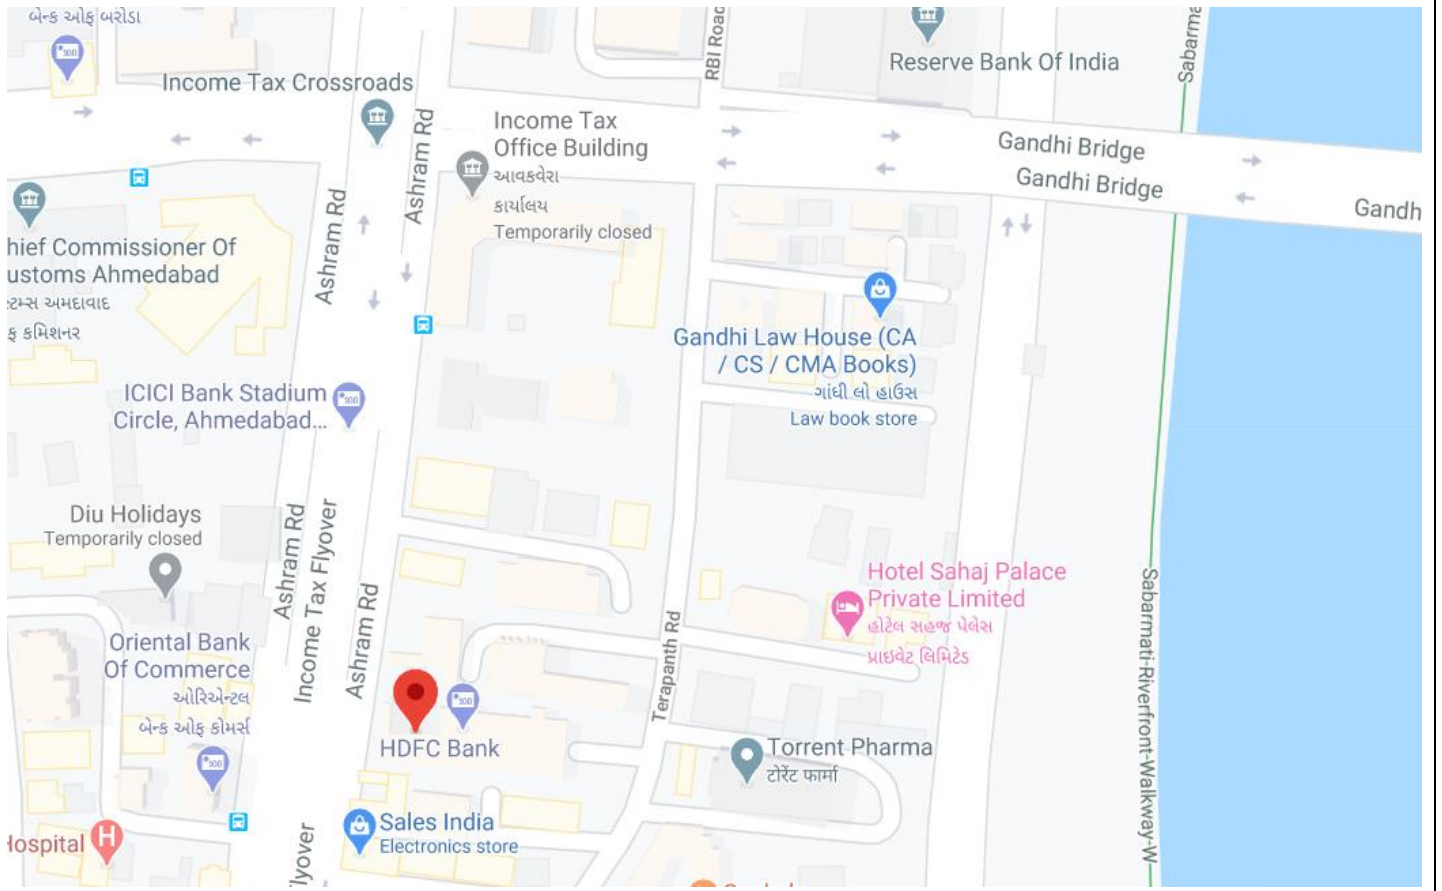 બેન્ક ઓફ બરોડા
Income Tax Crossroads
Ashram Rd
RBI Road
Reserve Bank Of India
Income Tax
Office Building
આવકવેરા
કાર્યાલય
Temporarily closed
Gandhi Bridge
Gandhi Bridge
Gandh
Sabarma
hief Commissioner Of
ustoms Ahmedabad
સ્ટમ્સ અમદાવાદ
ફ કમિશનર
Ashram Rd
Gandhi Law House (CA
/ CS / CMA Books)
ગાંધી લો હાઉસ
Law book store
ICICI Bank Stadium
Circle, Ahmedabad...
Diu Holidays
Temporarily closed
Ashram Rd
Income Tax Flyover
Ashram Rd
Hotel Sahaj Palace
Private Limited
હોટેલ સહજ પેલેસ
પ્રાઇવેટ લિમિટેડ
Sabarmati-Riverfront-Walkway-W
Oriental Bank
Of Commerce
ઓરિએન્ટલ
બેન્ક ઓફ કોમર્સ
Terapanth Rd
HDFC Bank
Torrent Pharma
ટોરેંટ ફાર્મા
Sales India
Electronics store
Hospital
H
lyover